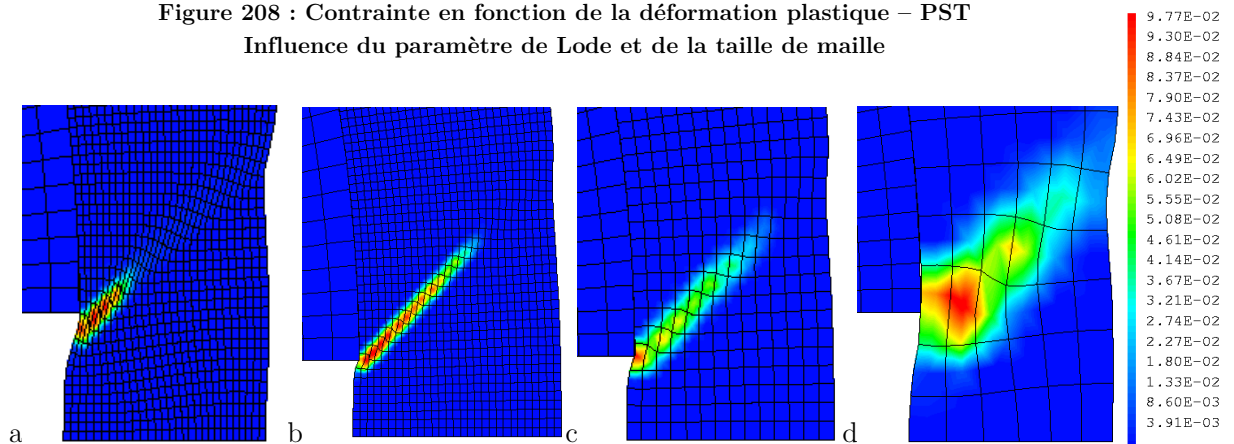 Figure 208 : Contrainte en fonction de la déformation plastique – PST
Influence du paramètre de Lode et de la taille de maille
a
b
c
d
9.77E-02
9.30E-02
8.84E-02
8.37E-02
7.90E-02
7.43E-02
6.96E-02
6.49E-02
6.02E-02
5.55E-02
5.08E-02
4.61E-02
4.14E-02
3.67E-02
3.21E-02
2.74E-02
2.27E-02
1.80E-02
1.33E-02
8.60E-03
3.91E-03